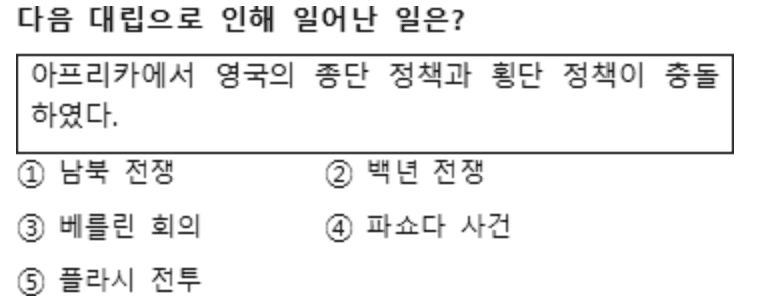 다음 대립으로 인해 일어난 일은?
아프리카에서 영국의 종단 정책과 횡단 정책이 충돌
하였다.
① 남북 전쟁 ② 백년 전쟁
③ 베를린 회의 ④ 파쇼다 사건
⑤ 플라시 전투